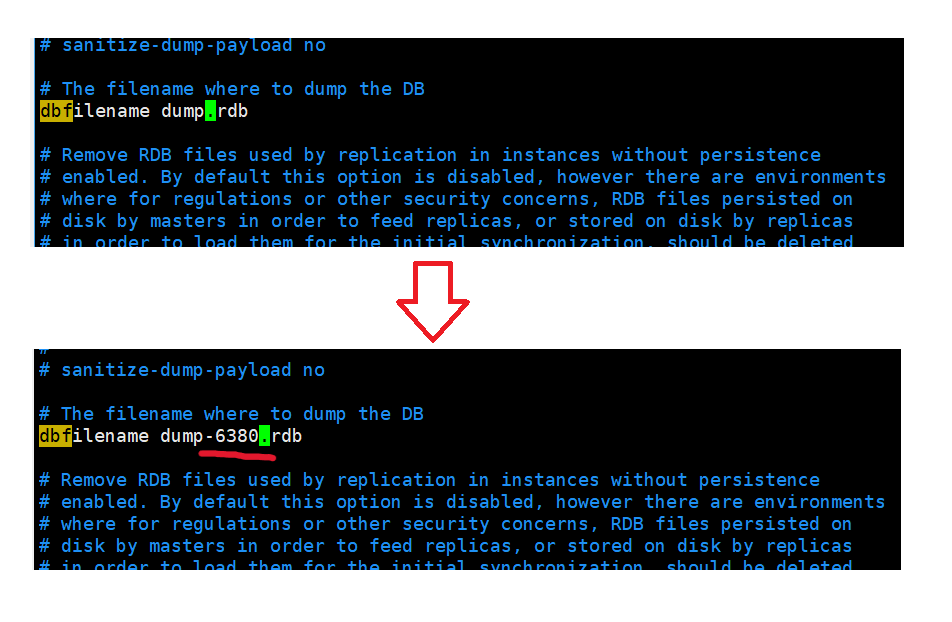 # sanitize-dump-payload no
# The filename where to dump the DB
dbfilename dump.rdb
# Remove RDB files used by replication in instances without persistence
# enabled. By default this option is disabled, however there are environments
# where for regulations or other security concerns, RDB files persisted on
# disk by masters in order to feed replicas, or stored on disk by replicas
# in order to load them for the initial synchronization, should be deleted
#
# sanitize-dump-payload no
# The filename where to dump the DB
dbfilename dump-6380.rdb
# Remove RDB files used by replication in instances without persistence
# enabled. By default this option is disabled, however there are environments
# where for regulations or other security concerns, RDB files persisted on
# disk by masters in order to feed replicas, or stored on disk by replicas
# in order to load them for the initial synchronization, should be deleted